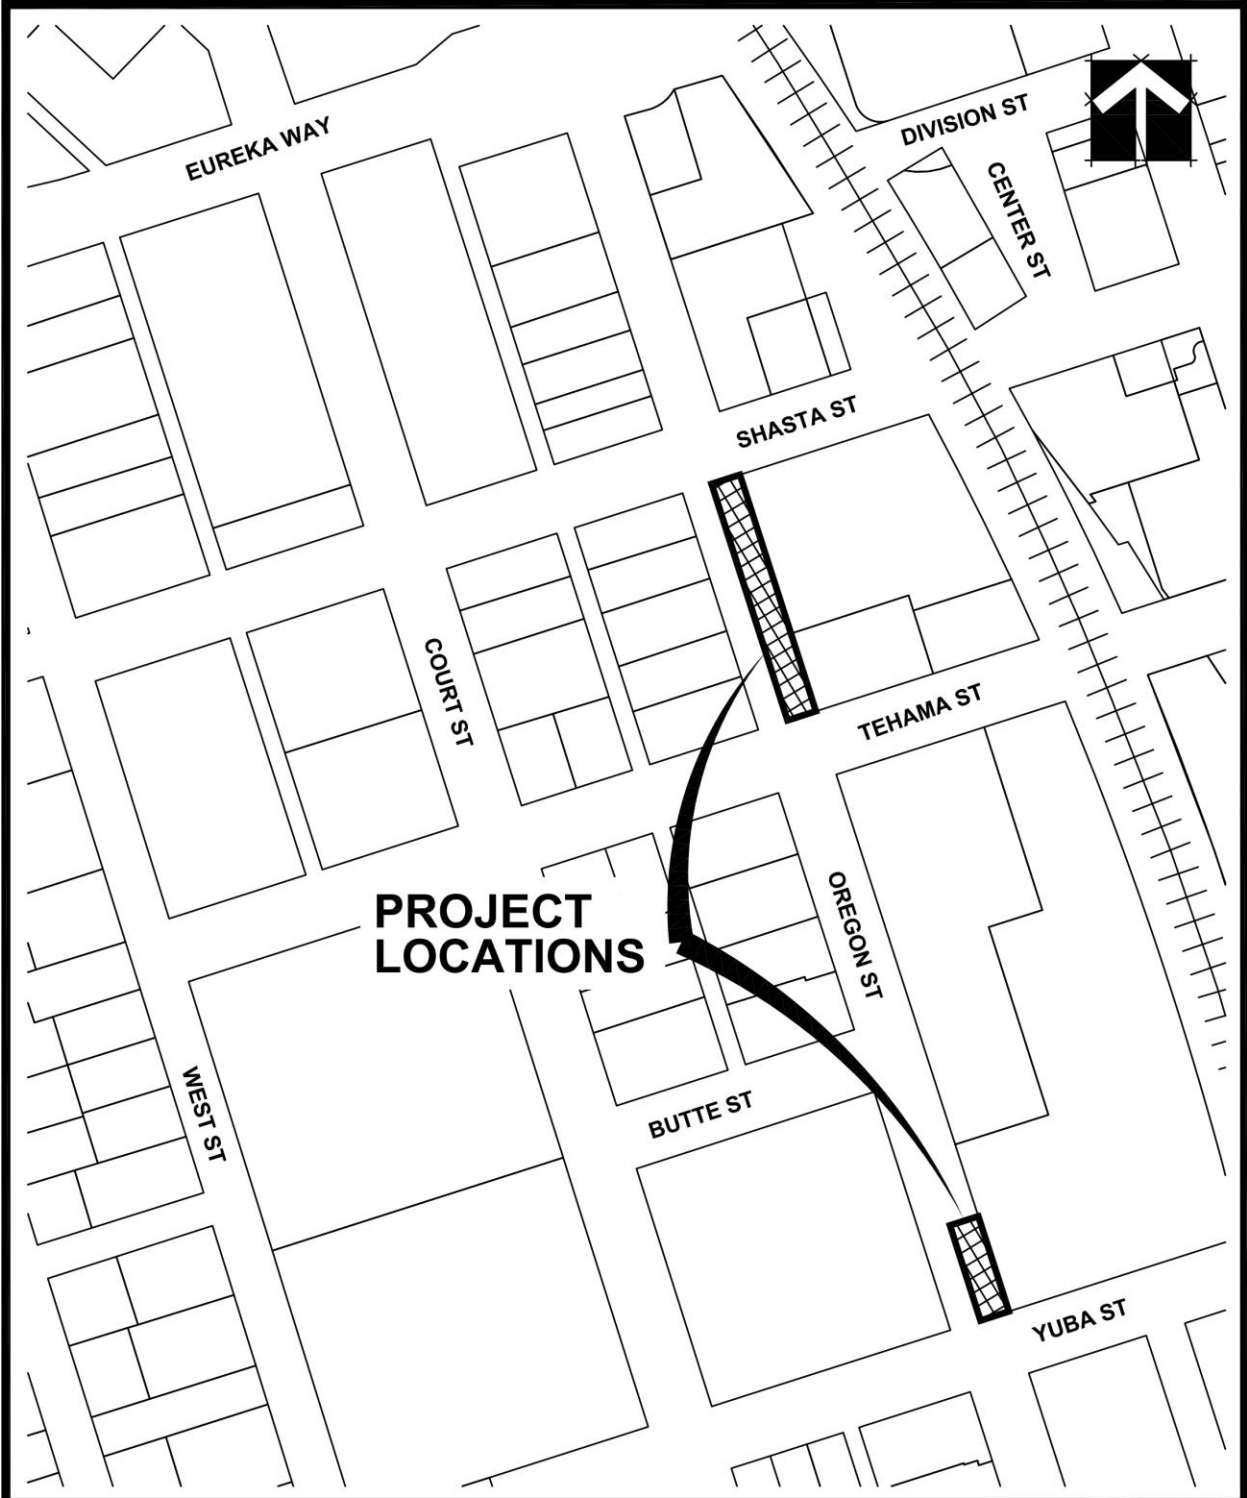 EUREKA WAY
DIVISION ST
CENTER ST
SHASTA ST
COURT ST
TEHAMA ST
PROJECT
LOCATIONS
OREGON ST
WEST ST
BUTTE ST
YUBA ST